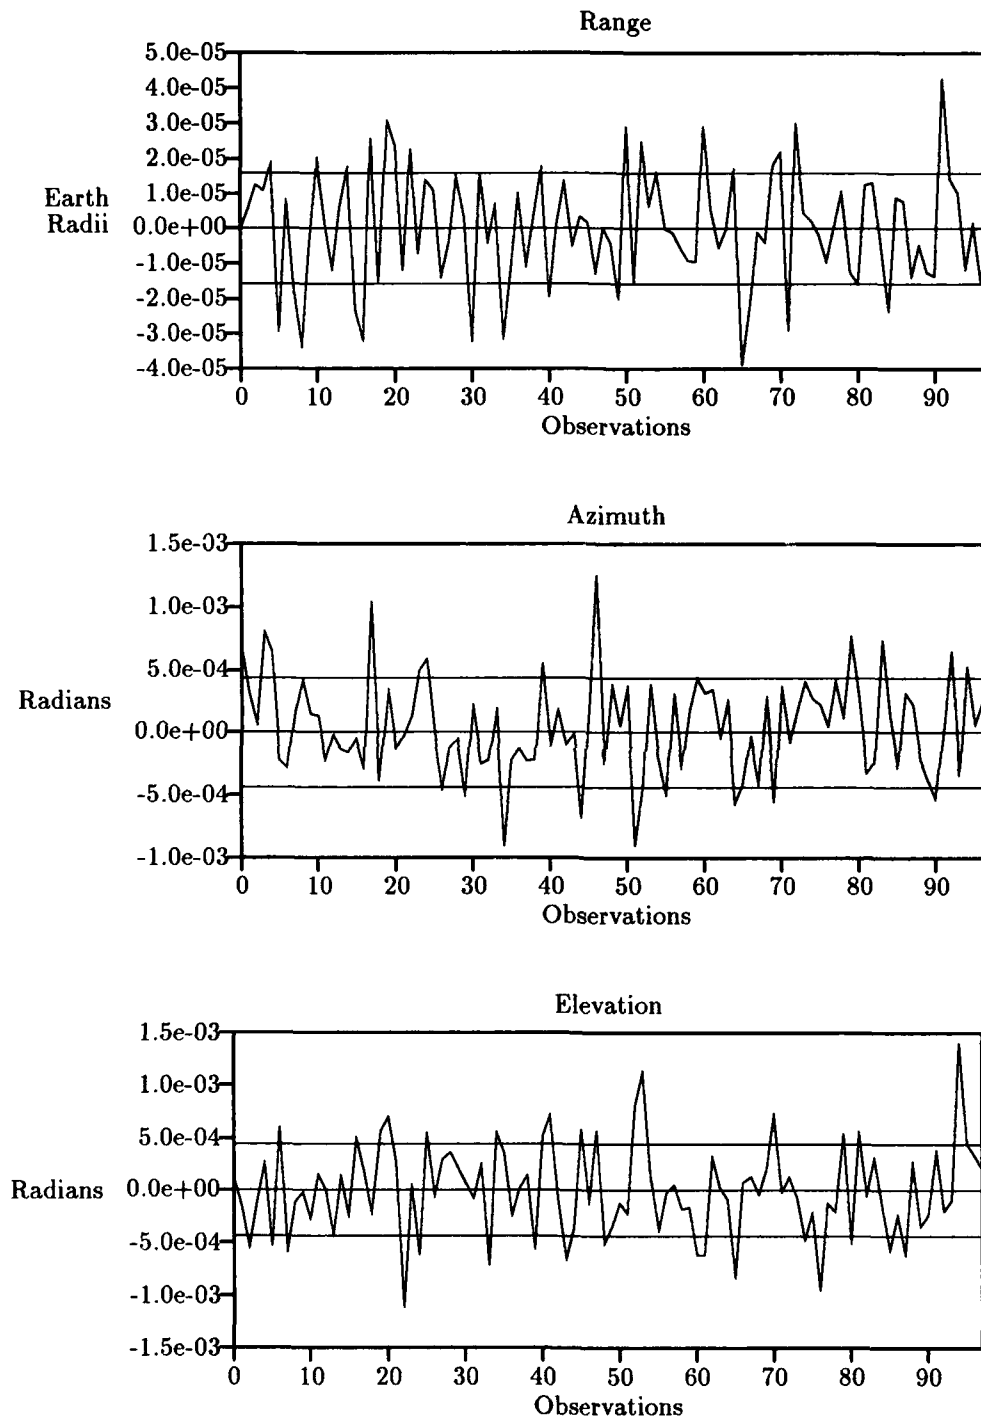 Range
5.0e-05
4.0e-05
3.0e-05
2.0e-05
1.0e-05
0.0e+00
-1.0e-05
-2.0e-05
-3.0e-05
-4.0e-05
Earth
Radii
0 10 20 30 40 50 60 70 80 90
Observations
Azimuth
1.5e-03
1.0e-03
5.0e-04
0.0e+00
-5.0e-04
-1.0e-03
Radians
0 10 20 30 40 50 60 70 80 90
Observations
Elevation
1.5e-03
1.0e-03
5.0e-04
0.0e+00
-5.0e-04
-1.0e-03
-1.5e-03
Radians
0 10 20 30 40 50 60 70 80 90
Observations